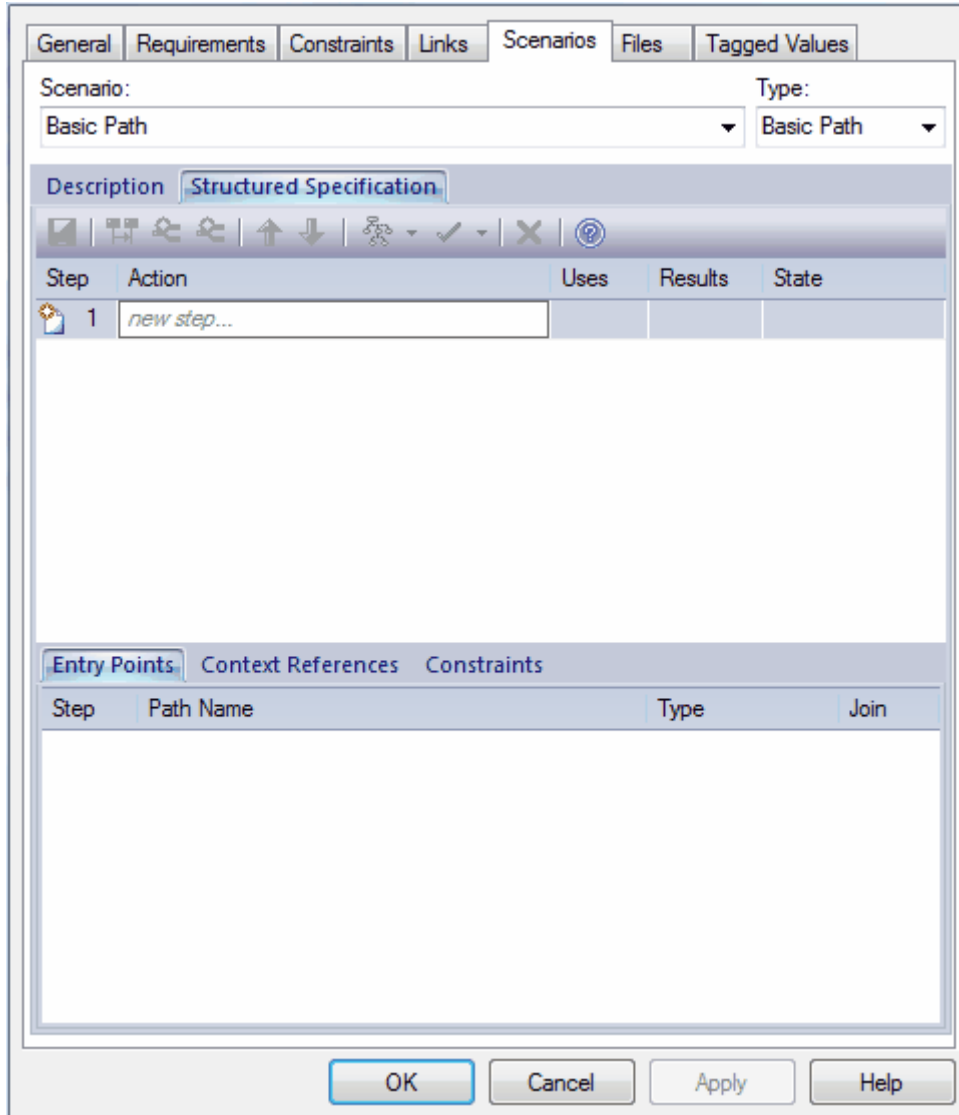 General Requirements Constraints Links Scenarios Files Tagged Values
Scenario: Type:
Basic Path Basic Path
Description Structured Specification
Step Action Uses Results State
1 new step...
Entry Points Context References Constraints
Step Path Name Type Join
OK Cancel Apply Help